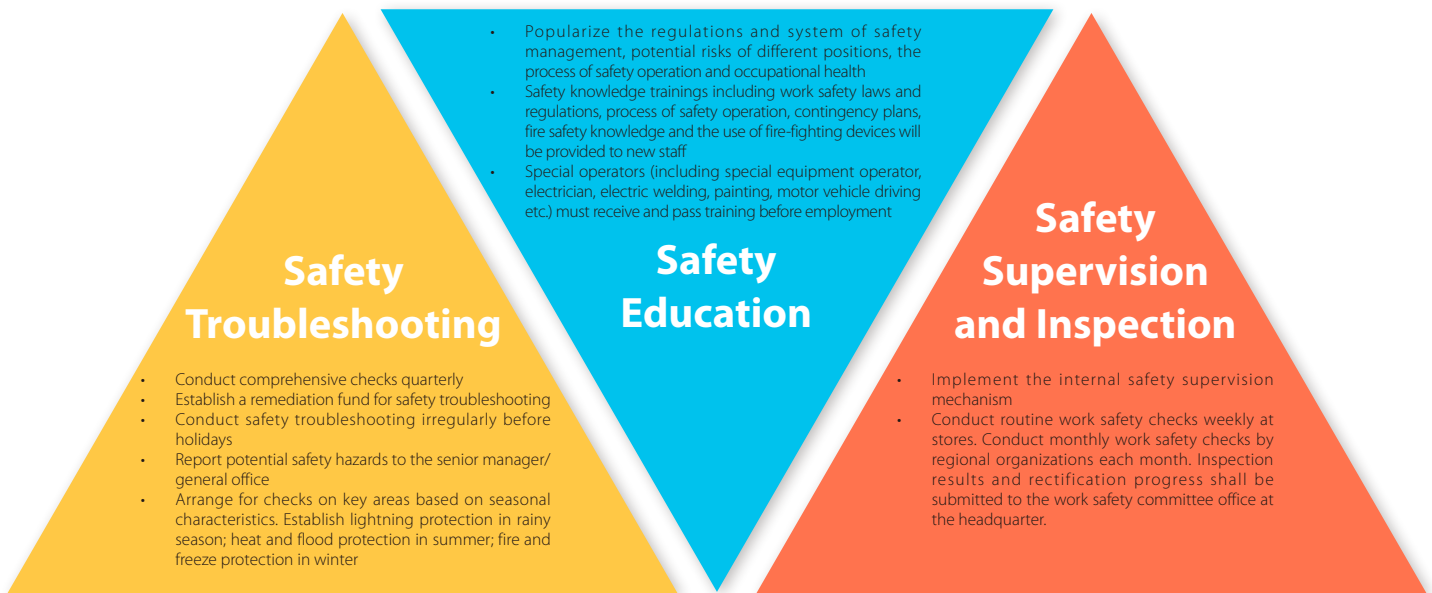 Safety
Troubleshooting
• Conduct comprehensive checks quarterly
• Establish a remediation fund for safety troubleshooting
• Conduct safety troubleshooting irregularly before
holidays
• Report potential safety hazards to the senior manager/
general office
• Arrange for checks on key areas based on seasonal
characteristics. Establish lightning protection in rainy
season; heat and flood protection in summer; fire and
freeze protection in winter
• Popularize the regulations and system of safety
management, potential risks of different positions, the
process of safety operation and occupational health
• Safety knowledge trainings including work safety laws and
regulations, process of safety operation, contingency plans,
fire safety knowledge and the use of fire-fighting devices will
be provided to new staff
• Special operators (including special equipment operator,
electrician, electric welding, painting, motor vehicle driving
etc.) must receive and pass training before employment
Safety
Education
Safety
Supervision
and Inspection
• Implement the internal safety supervision
mechanism
• Conduct routine work safety checks weekly at
stores. Conduct monthly work safety checks by
regional organizations each month. Inspection
results and rectification progress shall be
submitted to the work safety committee office at
the headquarter.